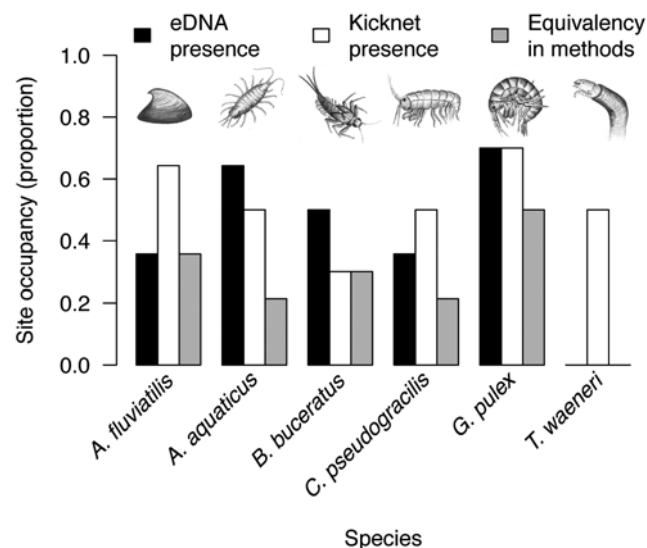 eDNA presence
Kicknet presence
Equivalency in methods
Site occupancy (proportion)
1.0
0.8
0.6
0.4
0.2
0.0
A. fluviatilis
A. aquaticus
B. buceratus
C. pseudogracilis
G. pulex
T. waeneri
Species